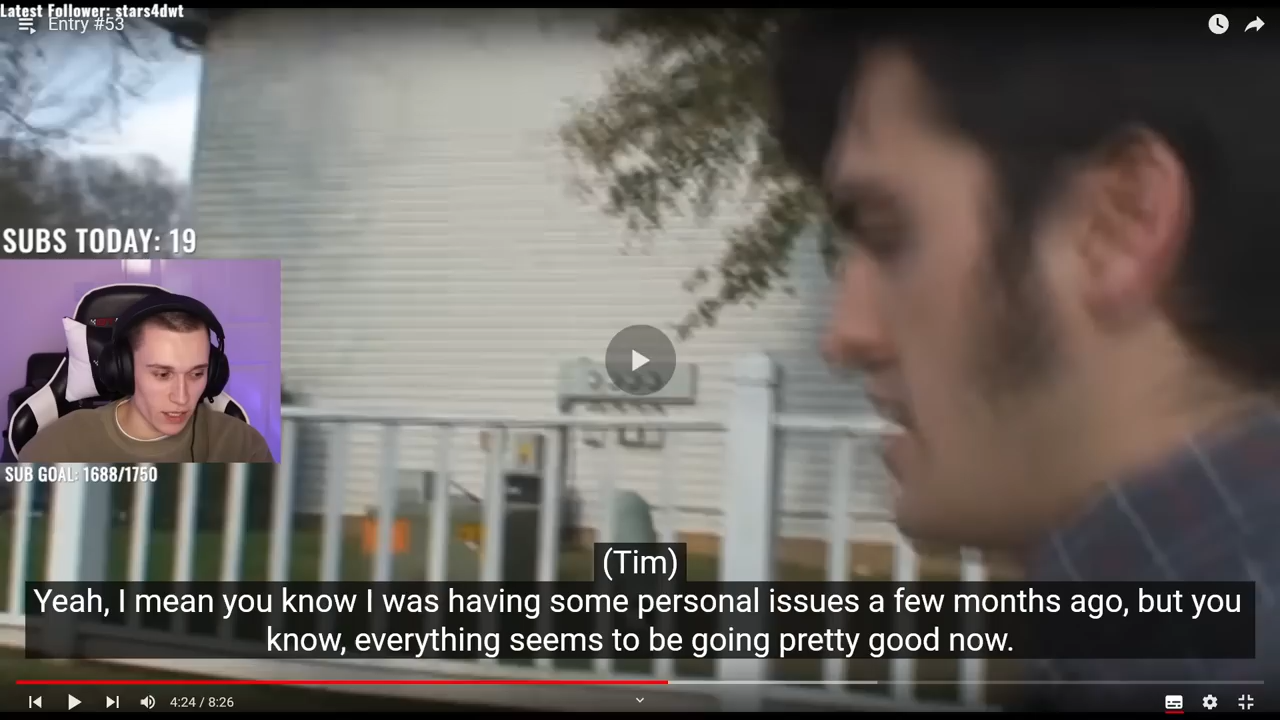 Latest Follower: stars4dwt
Entry #53
SUBS TODAY: 19
SUB GOAL: 1688/1750
(Tim)
Yeah, I mean you know I was having some personal issues a few months ago, but you
know, everything seems to be going pretty good now.
4:24 / 8:26